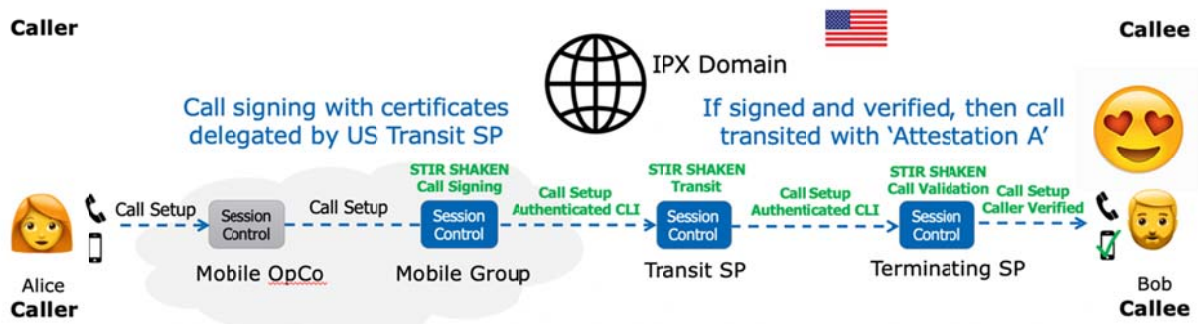 Caller
Callee
IPX Domain
Call signing with certificates
delegated by US Transit SP
If signed and verified, then call
transited with ‘Attestation A’
STIR SHAKEN
Call Signing
STIR SHAKEN
Transit
STIR SHAKEN
Call Validation
Call Setup
Session
Control
Call Setup
Session
Control
Call Setup
Authenticated CLI
Session
Control
Call Setup
Authenticated CLI
Session
Control
Call Setup
Caller Verified
Mobile OpCo
Mobile Group
Transit SP
Terminating SP
Alice
Caller
Bob
Callee